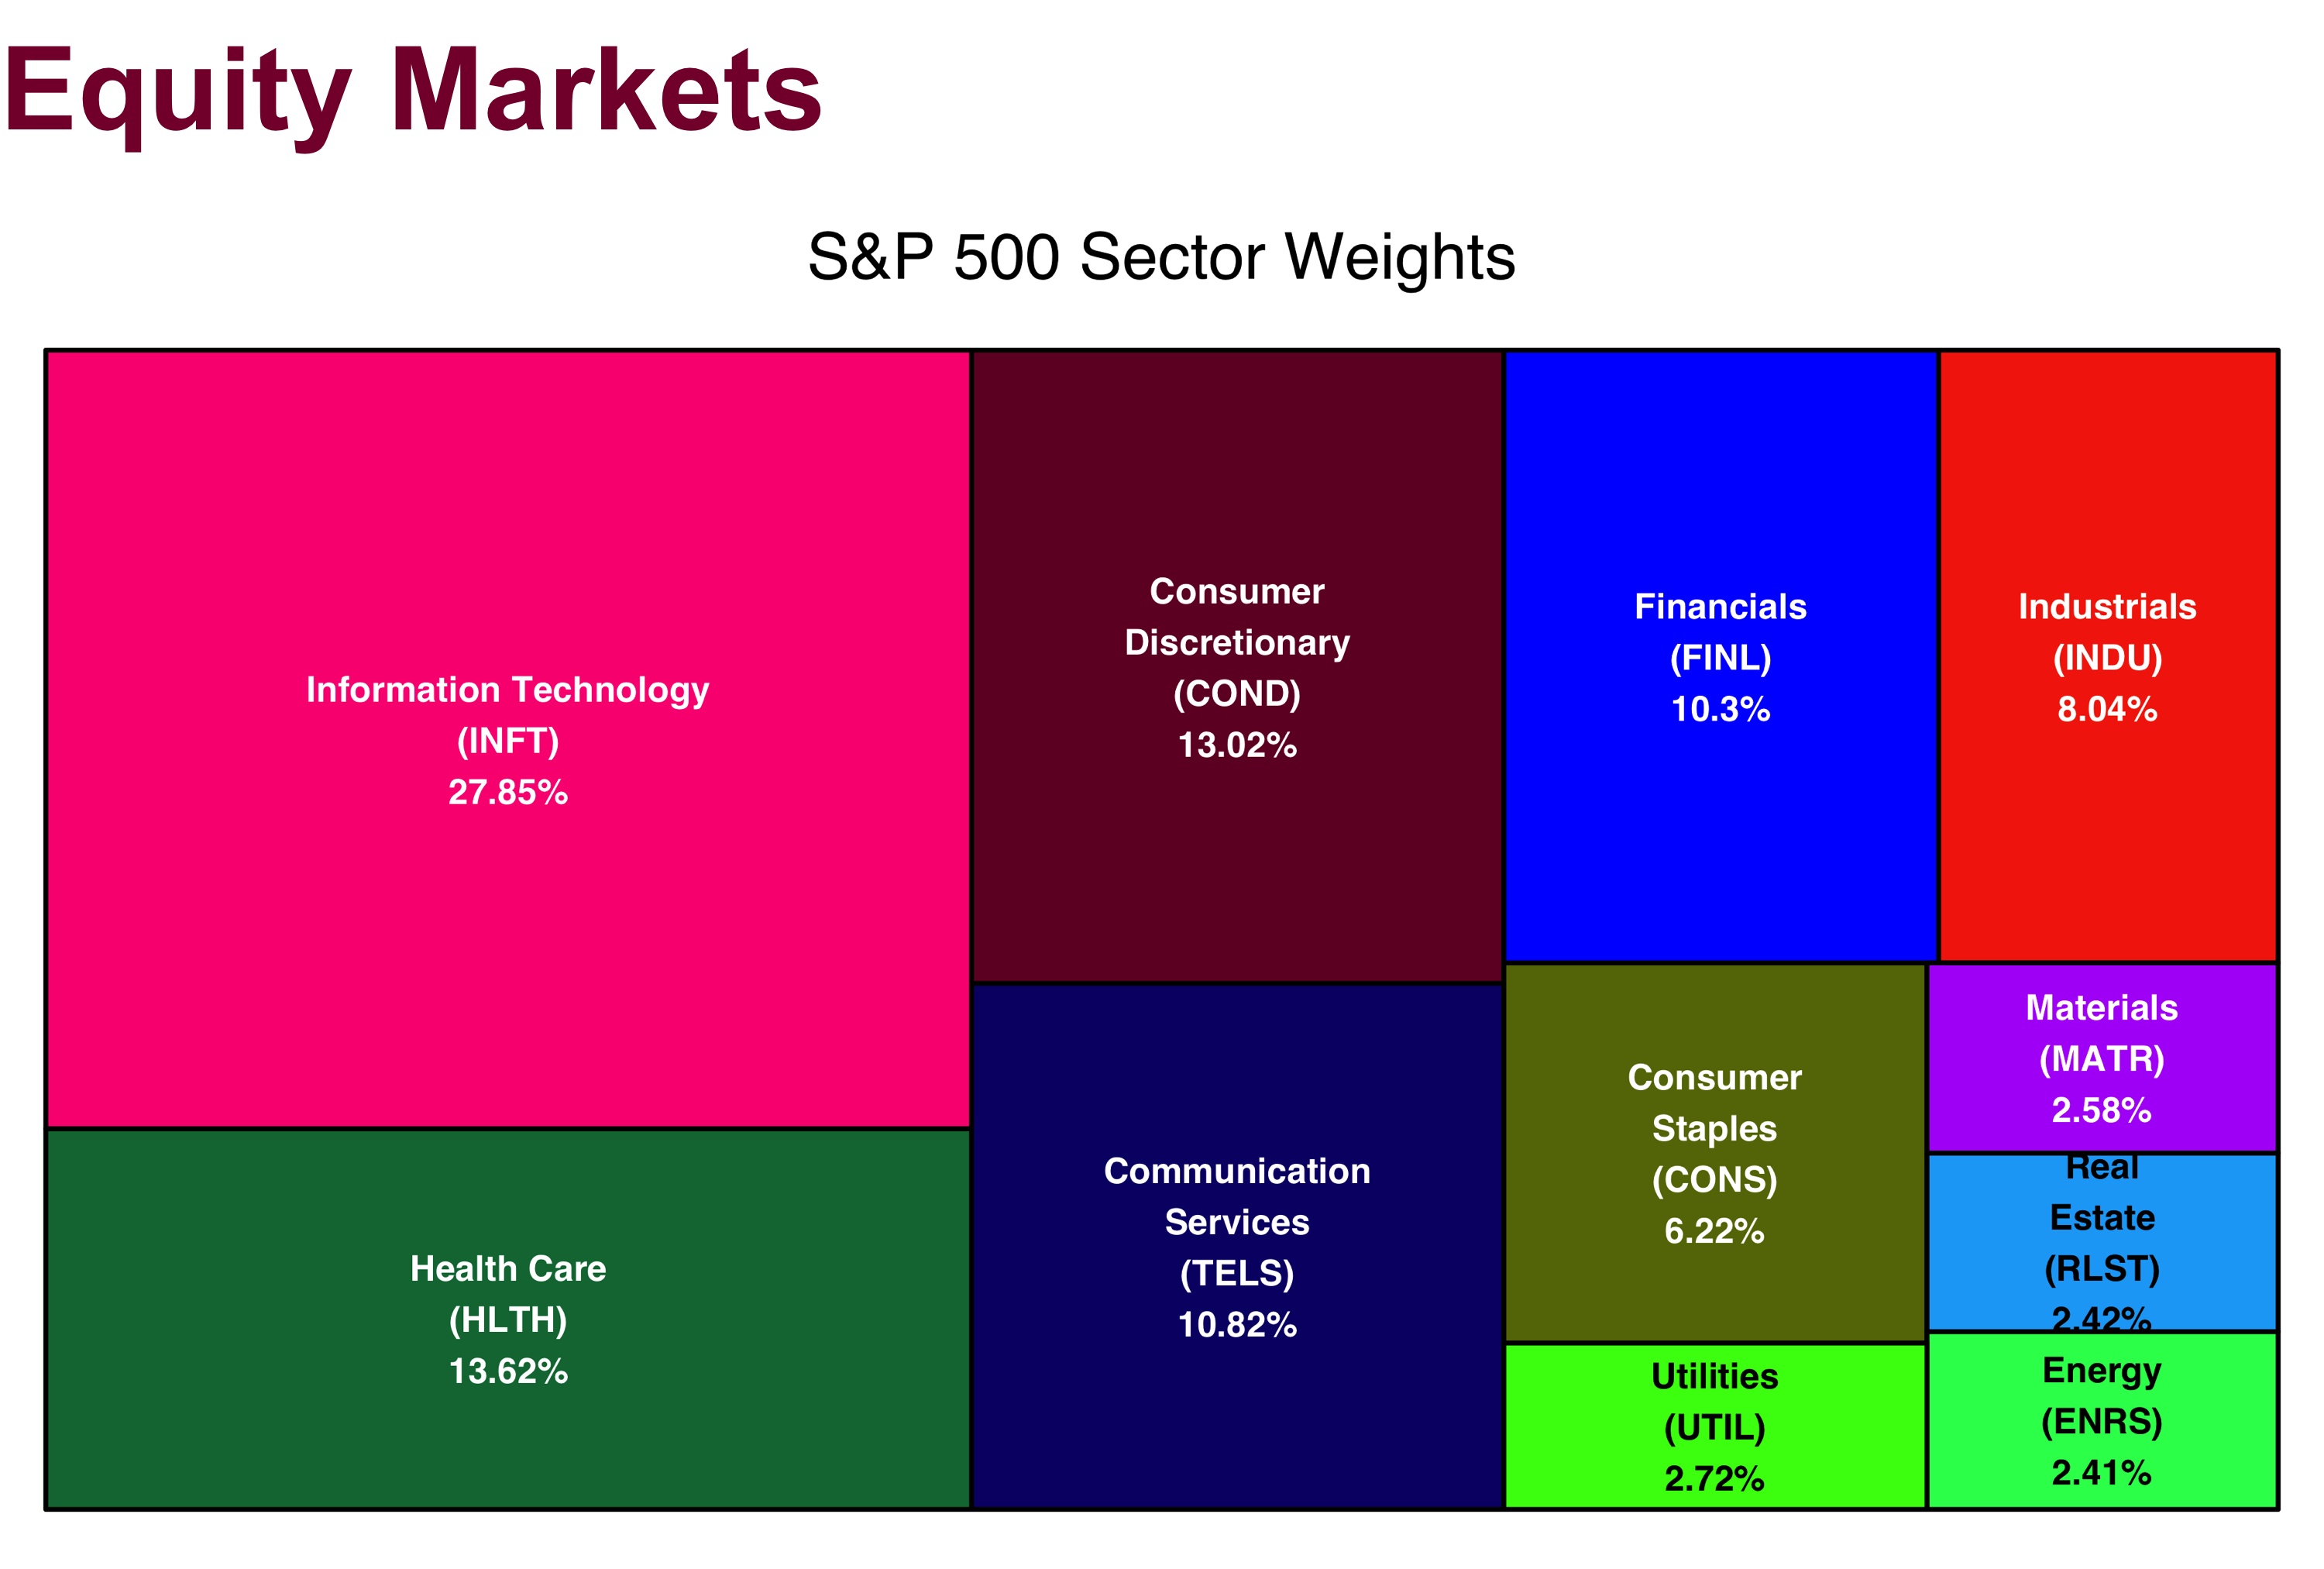 Equity Markets
S&P 500 Sector Weights
Information Technology
(INFT)
27.85%
Health Care
(HLTH)
13.62%
Consumer
Discretionary
(COND)
13.02%
Communication
Services
(TELS)
10.82%
Financials
(FINL)
10.3%
Industrials
(INDU)
8.04%
Consumer
Staples
(CONS)
6.22%
Utilities
(UTIL)
2.72%
Materials
(MATR)
2.58%
Real
Estate
(RLST)
2.42%
Energy
(ENRS)
2.41%